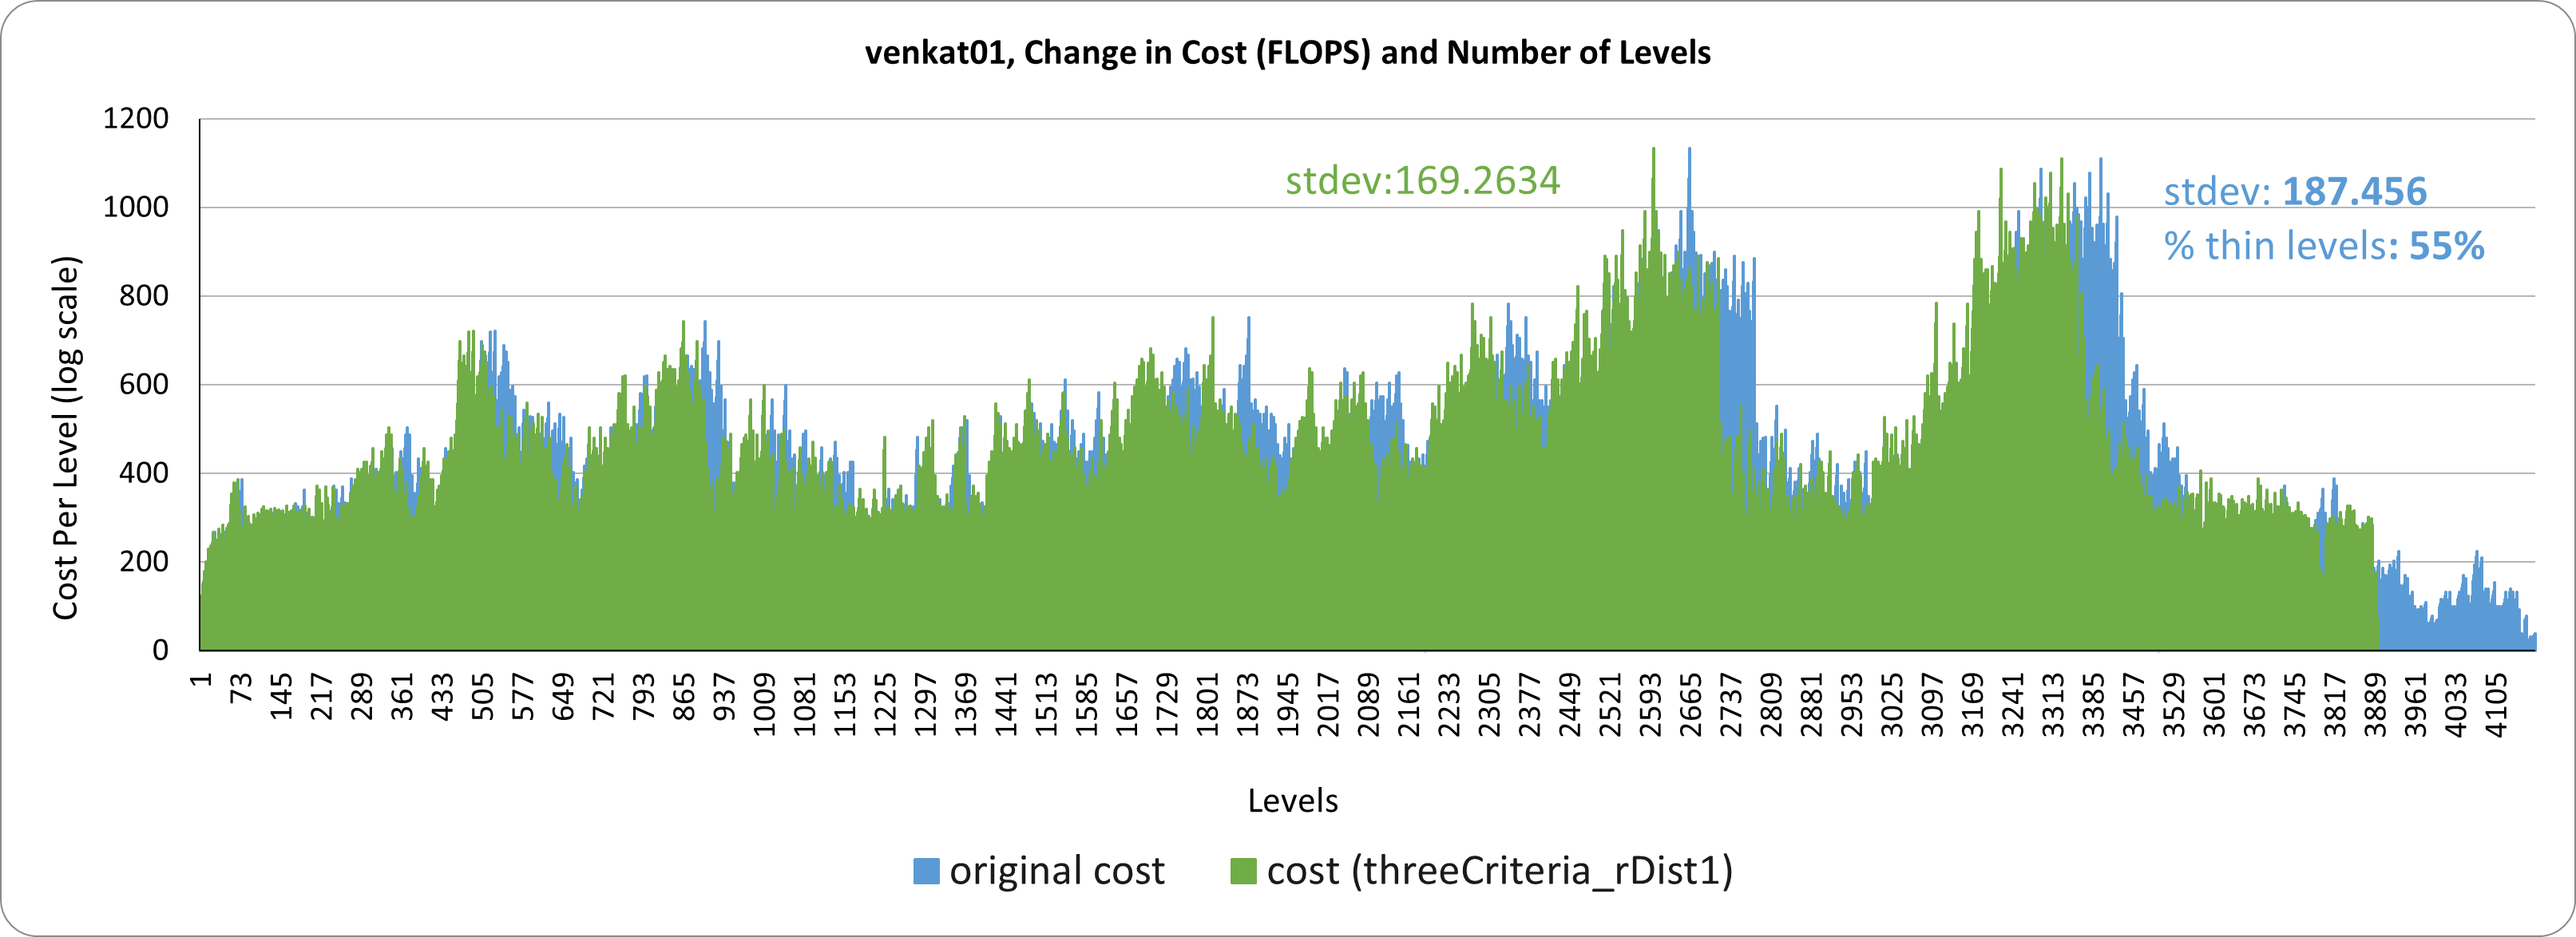 venkat01, Change in Cost (FLOPS) and Number of Levels
Cost Per Level (log scale)
1200
1000
800
600
400
200
0
stdev:169.2634
stdev: 187.456
% thin levels: 55%
1 73 145 217 289 361 433 505 577 649 721 793 865 937 1009 1081 1153 1225 1297 1369 1441 1513 1585 1657 1729 1801 1873 1945 2017 2089 2161 2233 2305 2377 2449 2521 2593 2665 2737 2809 2881 2953 3025 3097 3169 3241 3313 3385 3457 3529 3601 3673 3745 3817 3889 3961 4033 4105
Levels
original cost cost (threeCriteria_rDist1)